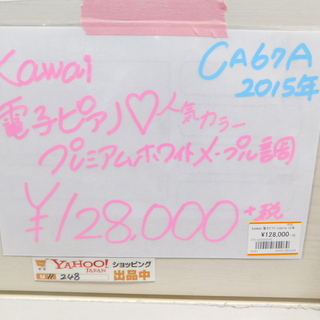 Kawai
CA67A
2015年
電子ピアノ♡人気カラー
プレミアムホワイトメープル調
¥128,000+税
¥128,000
YAHOO!
JAPAN
ショッピング
出品中
248